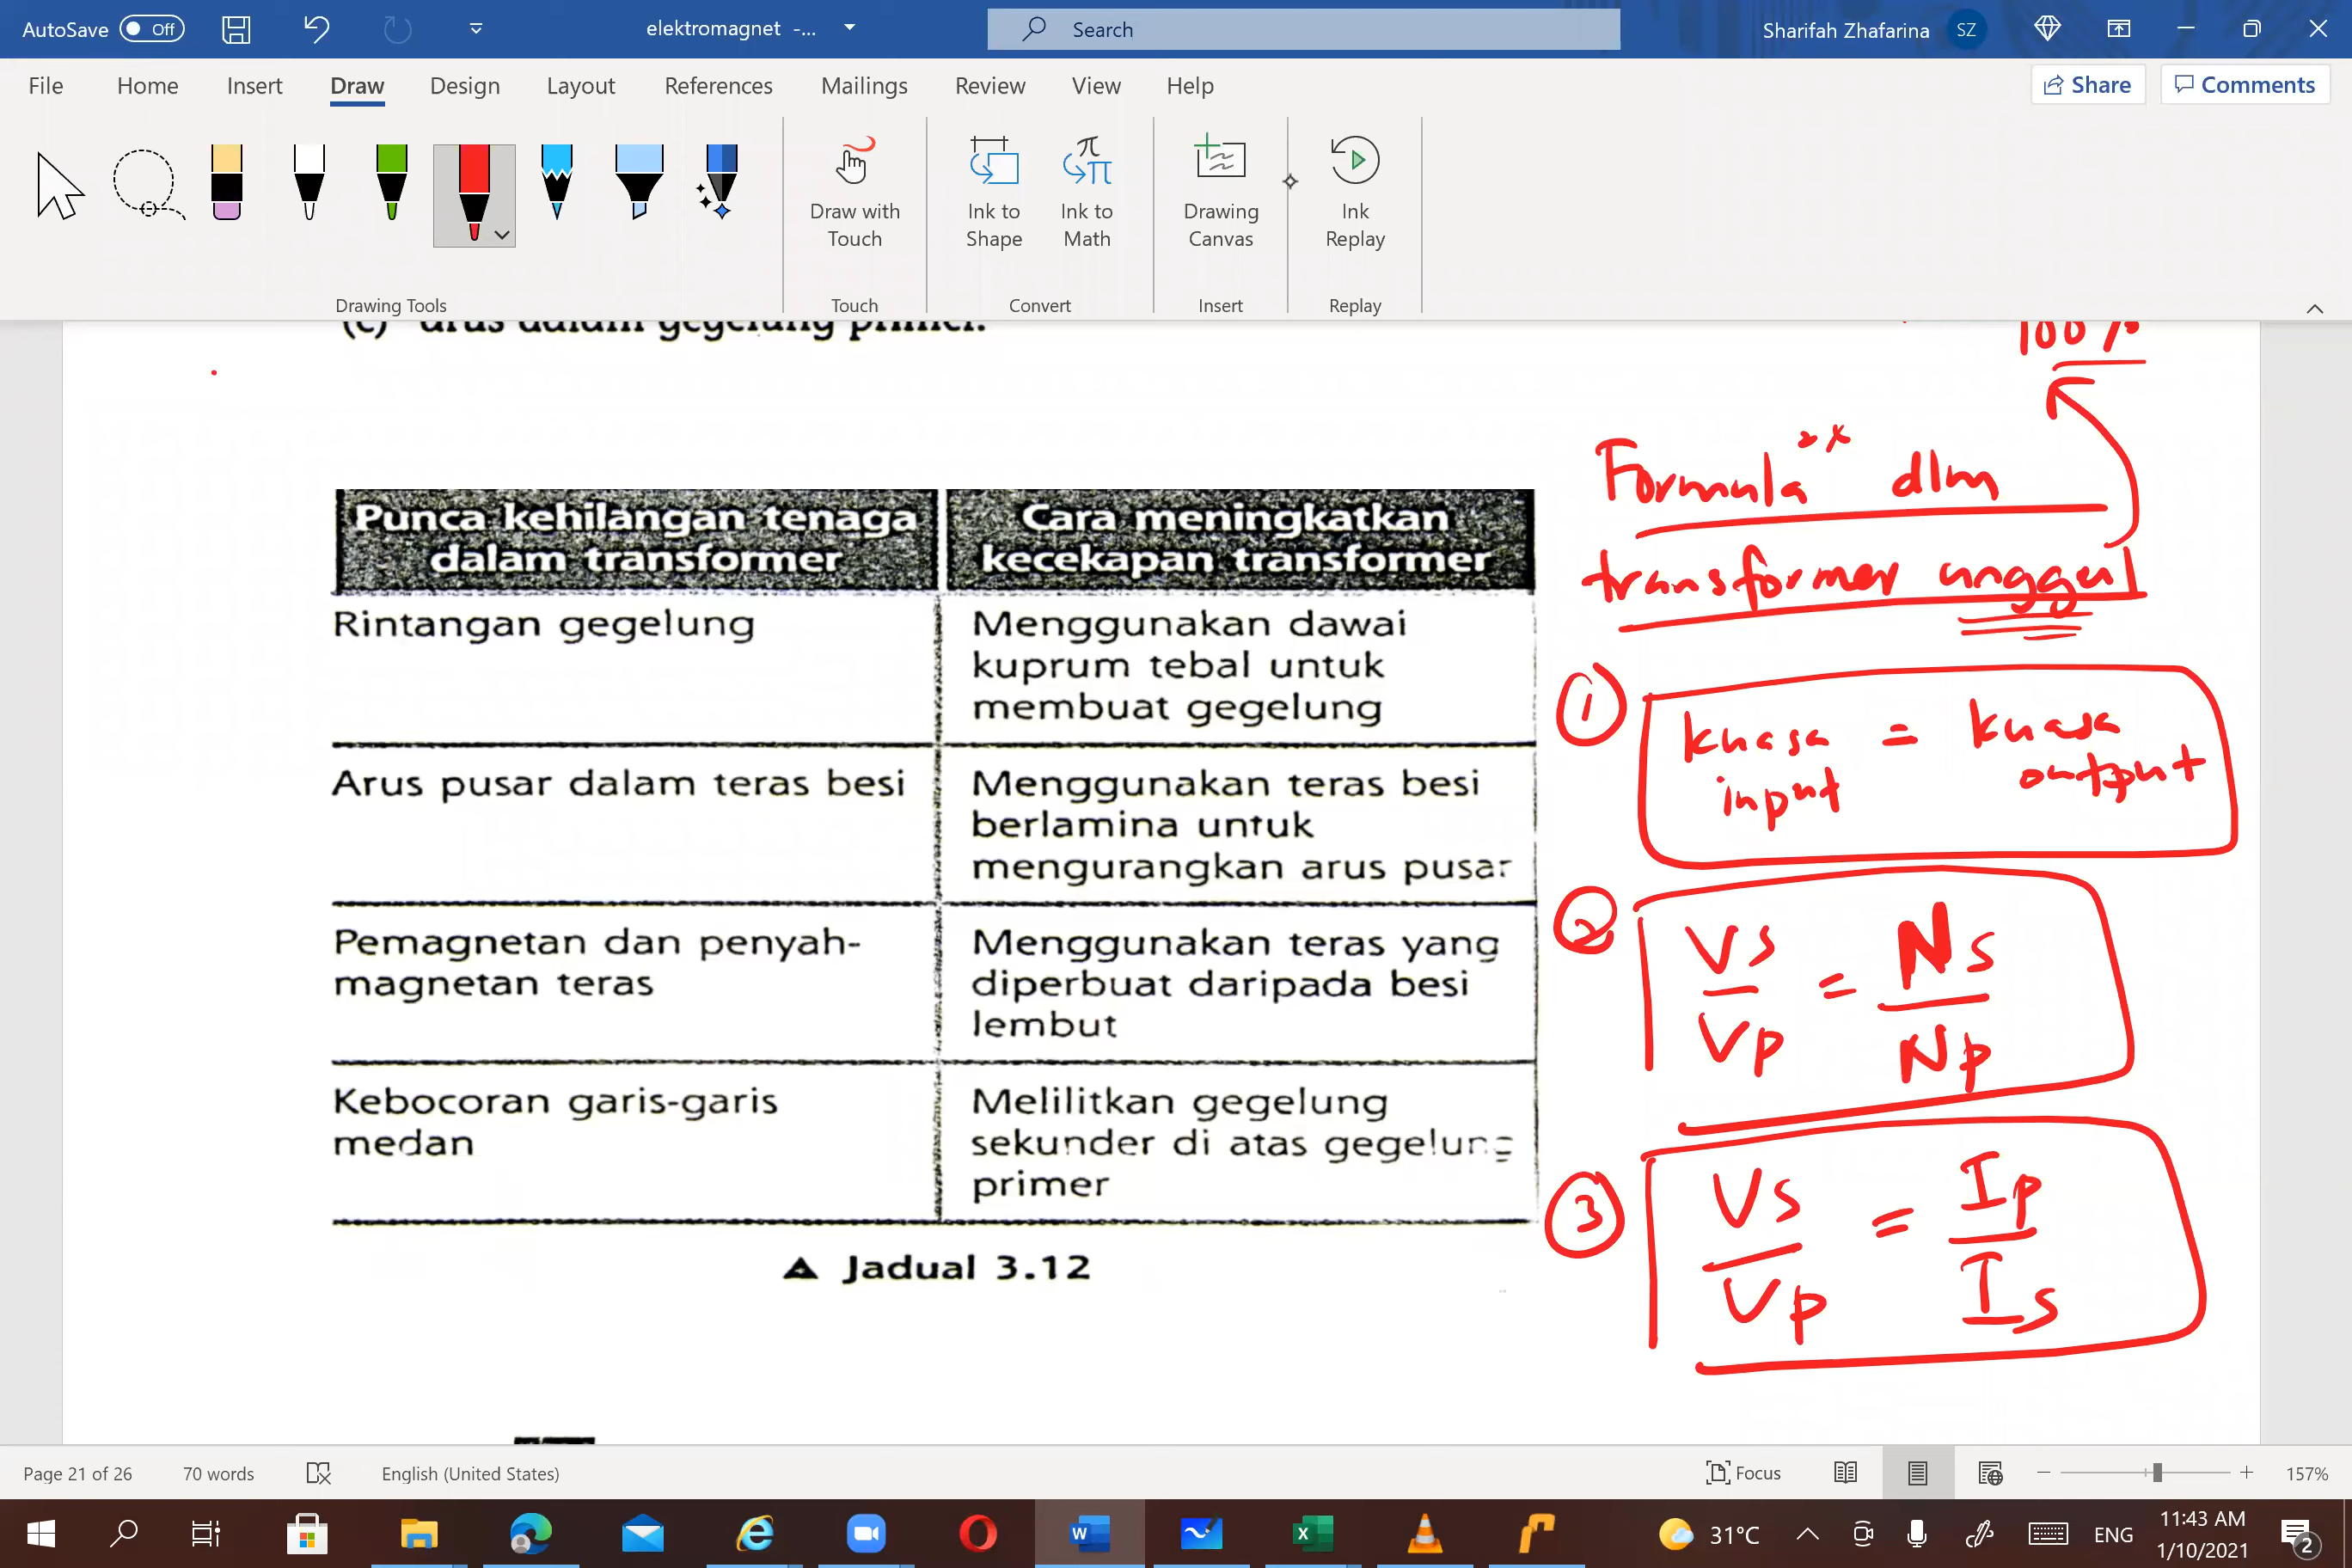 AutoSave Off
elektromagnet -...
Search
Sharifah Zhafarina SZ
File Home Insert Draw Design Layout References Mailings Review View Help
Share Comments
Draw with Touch
Ink to Shape
Ink to Math
Drawing Canvas
Ink Replay
Drawing Tools Touch Convert Insert Replay
(c) arus dalam gegelung primer.
100%
Formula2x dlm
transformer unggul
Punca kehilangan tenaga
dalam transformer
Cara meningkatkan
kecekapan transformer
Rintangan gegelung
Menggunakan dawai
kuprum tebal untuk
membuat gegelung
Arus pusar dalam teras besi
Menggunakan teras besi
berlamina untuk
mengurangkan arus pusar
Pemagnetan dan penyah-
magnetan teras
Menggunakan teras yang
diperbuat daripada besi
lembut
Kebocoran garis-garis
medan
Melilitkan gegelung
sekunder di atas gegelung
primer
▲ Jadual 3.12
① kuasa = kuasa
input output
② Vs = Ns
Vp Np
③ Vs = Ip
Vp Is
Page 21 of 26 70 words English (United States) Focus 157%
31°C ENG 11:43 AM
1/10/2021 2